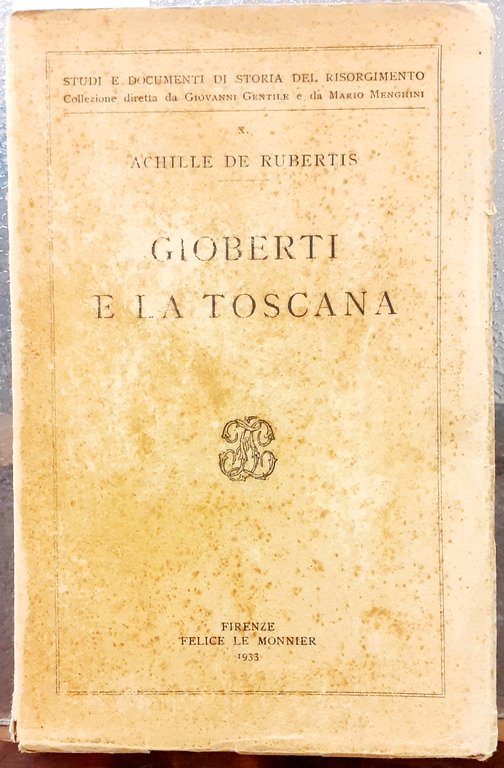 STUDI E DOCUMENTI DI STORIA DEL RISORGIMENTO
Collezione diretta da GIOVANNI GENTILE e da MARIO MENGHINI
X.
ACHILLE DE RUBERTIS
GIOBERTI
E LA TOSCANA
FIRENZE
FELICE LE MONNIER
1933